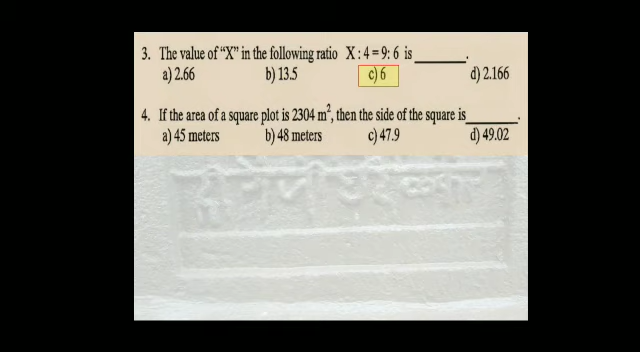 3. The value of “X” in the following ratio X : 4 = 9: 6 is ________.
a) 2.66 b) 13.5 c) 6 d) 2.166
4. If the area of a square plot is 2304 m², then the side of the square is________.
a) 45 meters b) 48 meters c) 47.9 d) 49.02